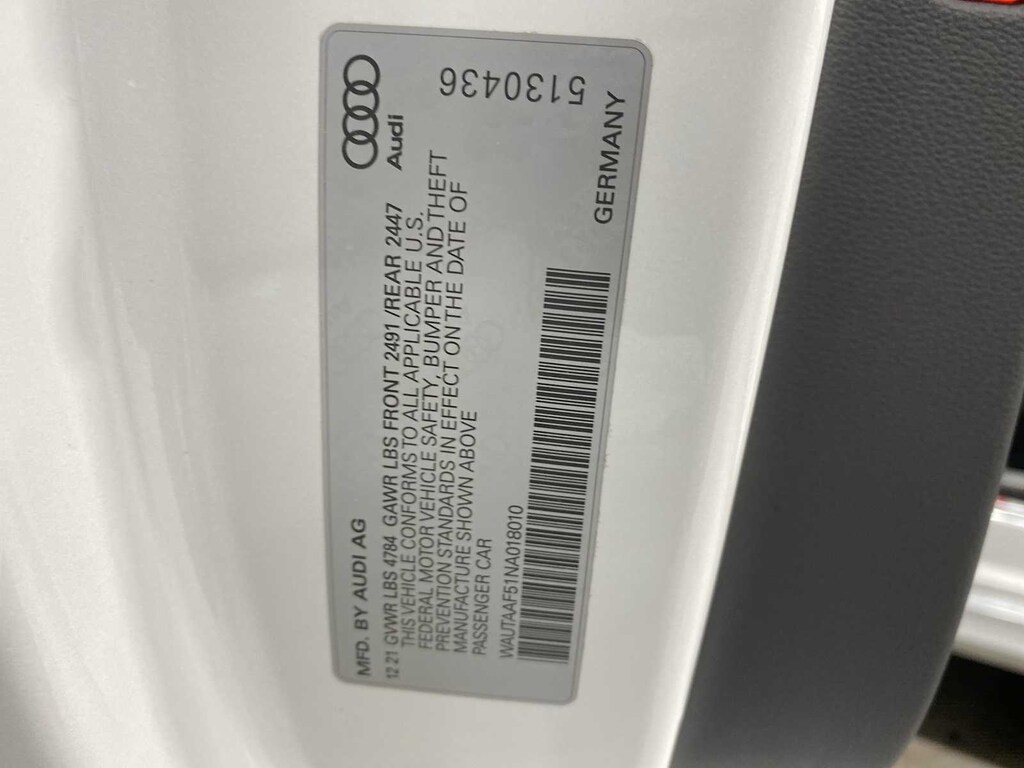 MFD. BY AUDI AG
Audi
12 21 GVWR LBS 4784 GAWR LBS FRONT 2491 /REAR 2447
THIS VEHICLE CONFORMS TO ALL APPLICABLE U.S.
FEDERAL MOTOR VEHICLE SAFETY, BUMPER AND THEFT
PREVENTION STANDARDS IN EFFECT ON THE DATE OF
MANUFACTURE SHOWN ABOVE
PASSENGER CAR
WAUTAAF51NA018010
GERMANY
5130436